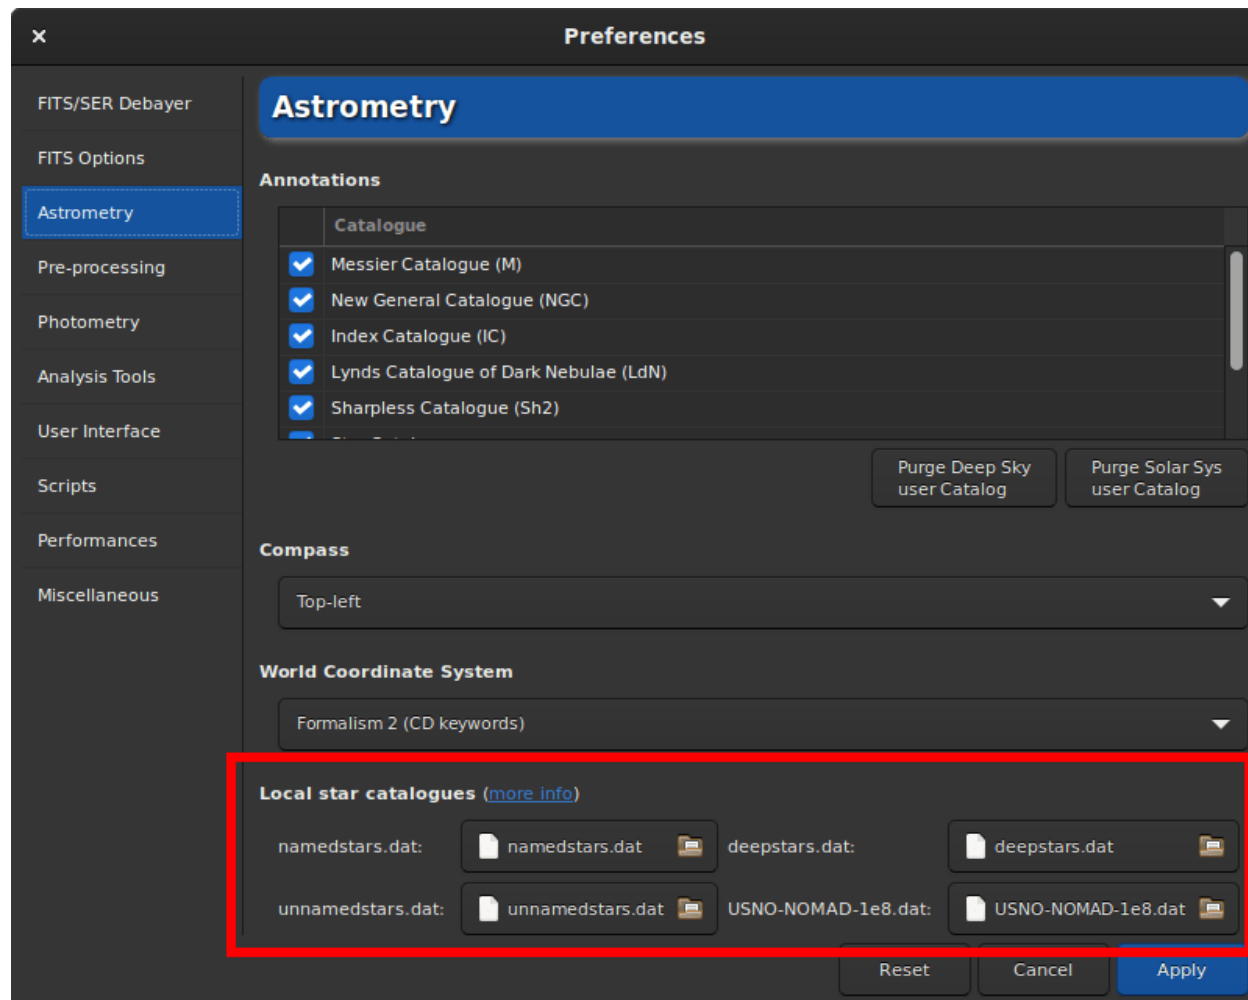 Preferences
FITS/SER Debayer
FITS Options
Astrometry
Pre-processing
Photometry
Analysis Tools
User Interface
Scripts
Performances
Miscellaneous
Astrometry
Annotations
Catalogue
Messier Catalogue (M)
New General Catalogue (NGC)
Index Catalogue (IC)
Lynds Catalogue of Dark Nebulae (LdN)
Sharpless Catalogue (Sh2)
Purge Deep Sky
user Catalog
Purge Solar Sys
user Catalog
Compass
Top-left
World Coordinate System
Formalism 2 (CD keywords)
Local star catalogues (more info)
namedstars.dat: namedstars.dat deepstars.dat: deepstars.dat
unnamedstars.dat: unnamedstars.dat USNO-NOMAD-1e8.dat: USNO-NOMAD-1e8.dat
Reset Cancel Apply